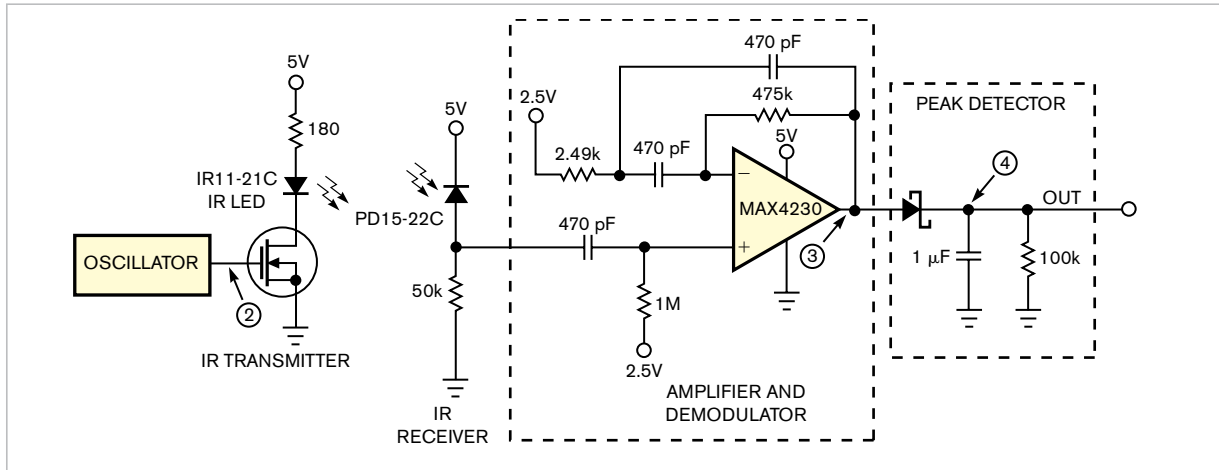 5V
180
IR11-21C
IR LED
OSCILLATOR
2
IR TRANSMITTER
5V
PD15-22C
50k
IR
RECEIVER
470 pF
2.5V
475k
2.49k
470 pF
5V
MAX4230
−
+
470 pF
3
1M
2.5V
AMPLIFIER AND
DEMODULATOR
PEAK DETECTOR
4
OUT
1 µF
100k